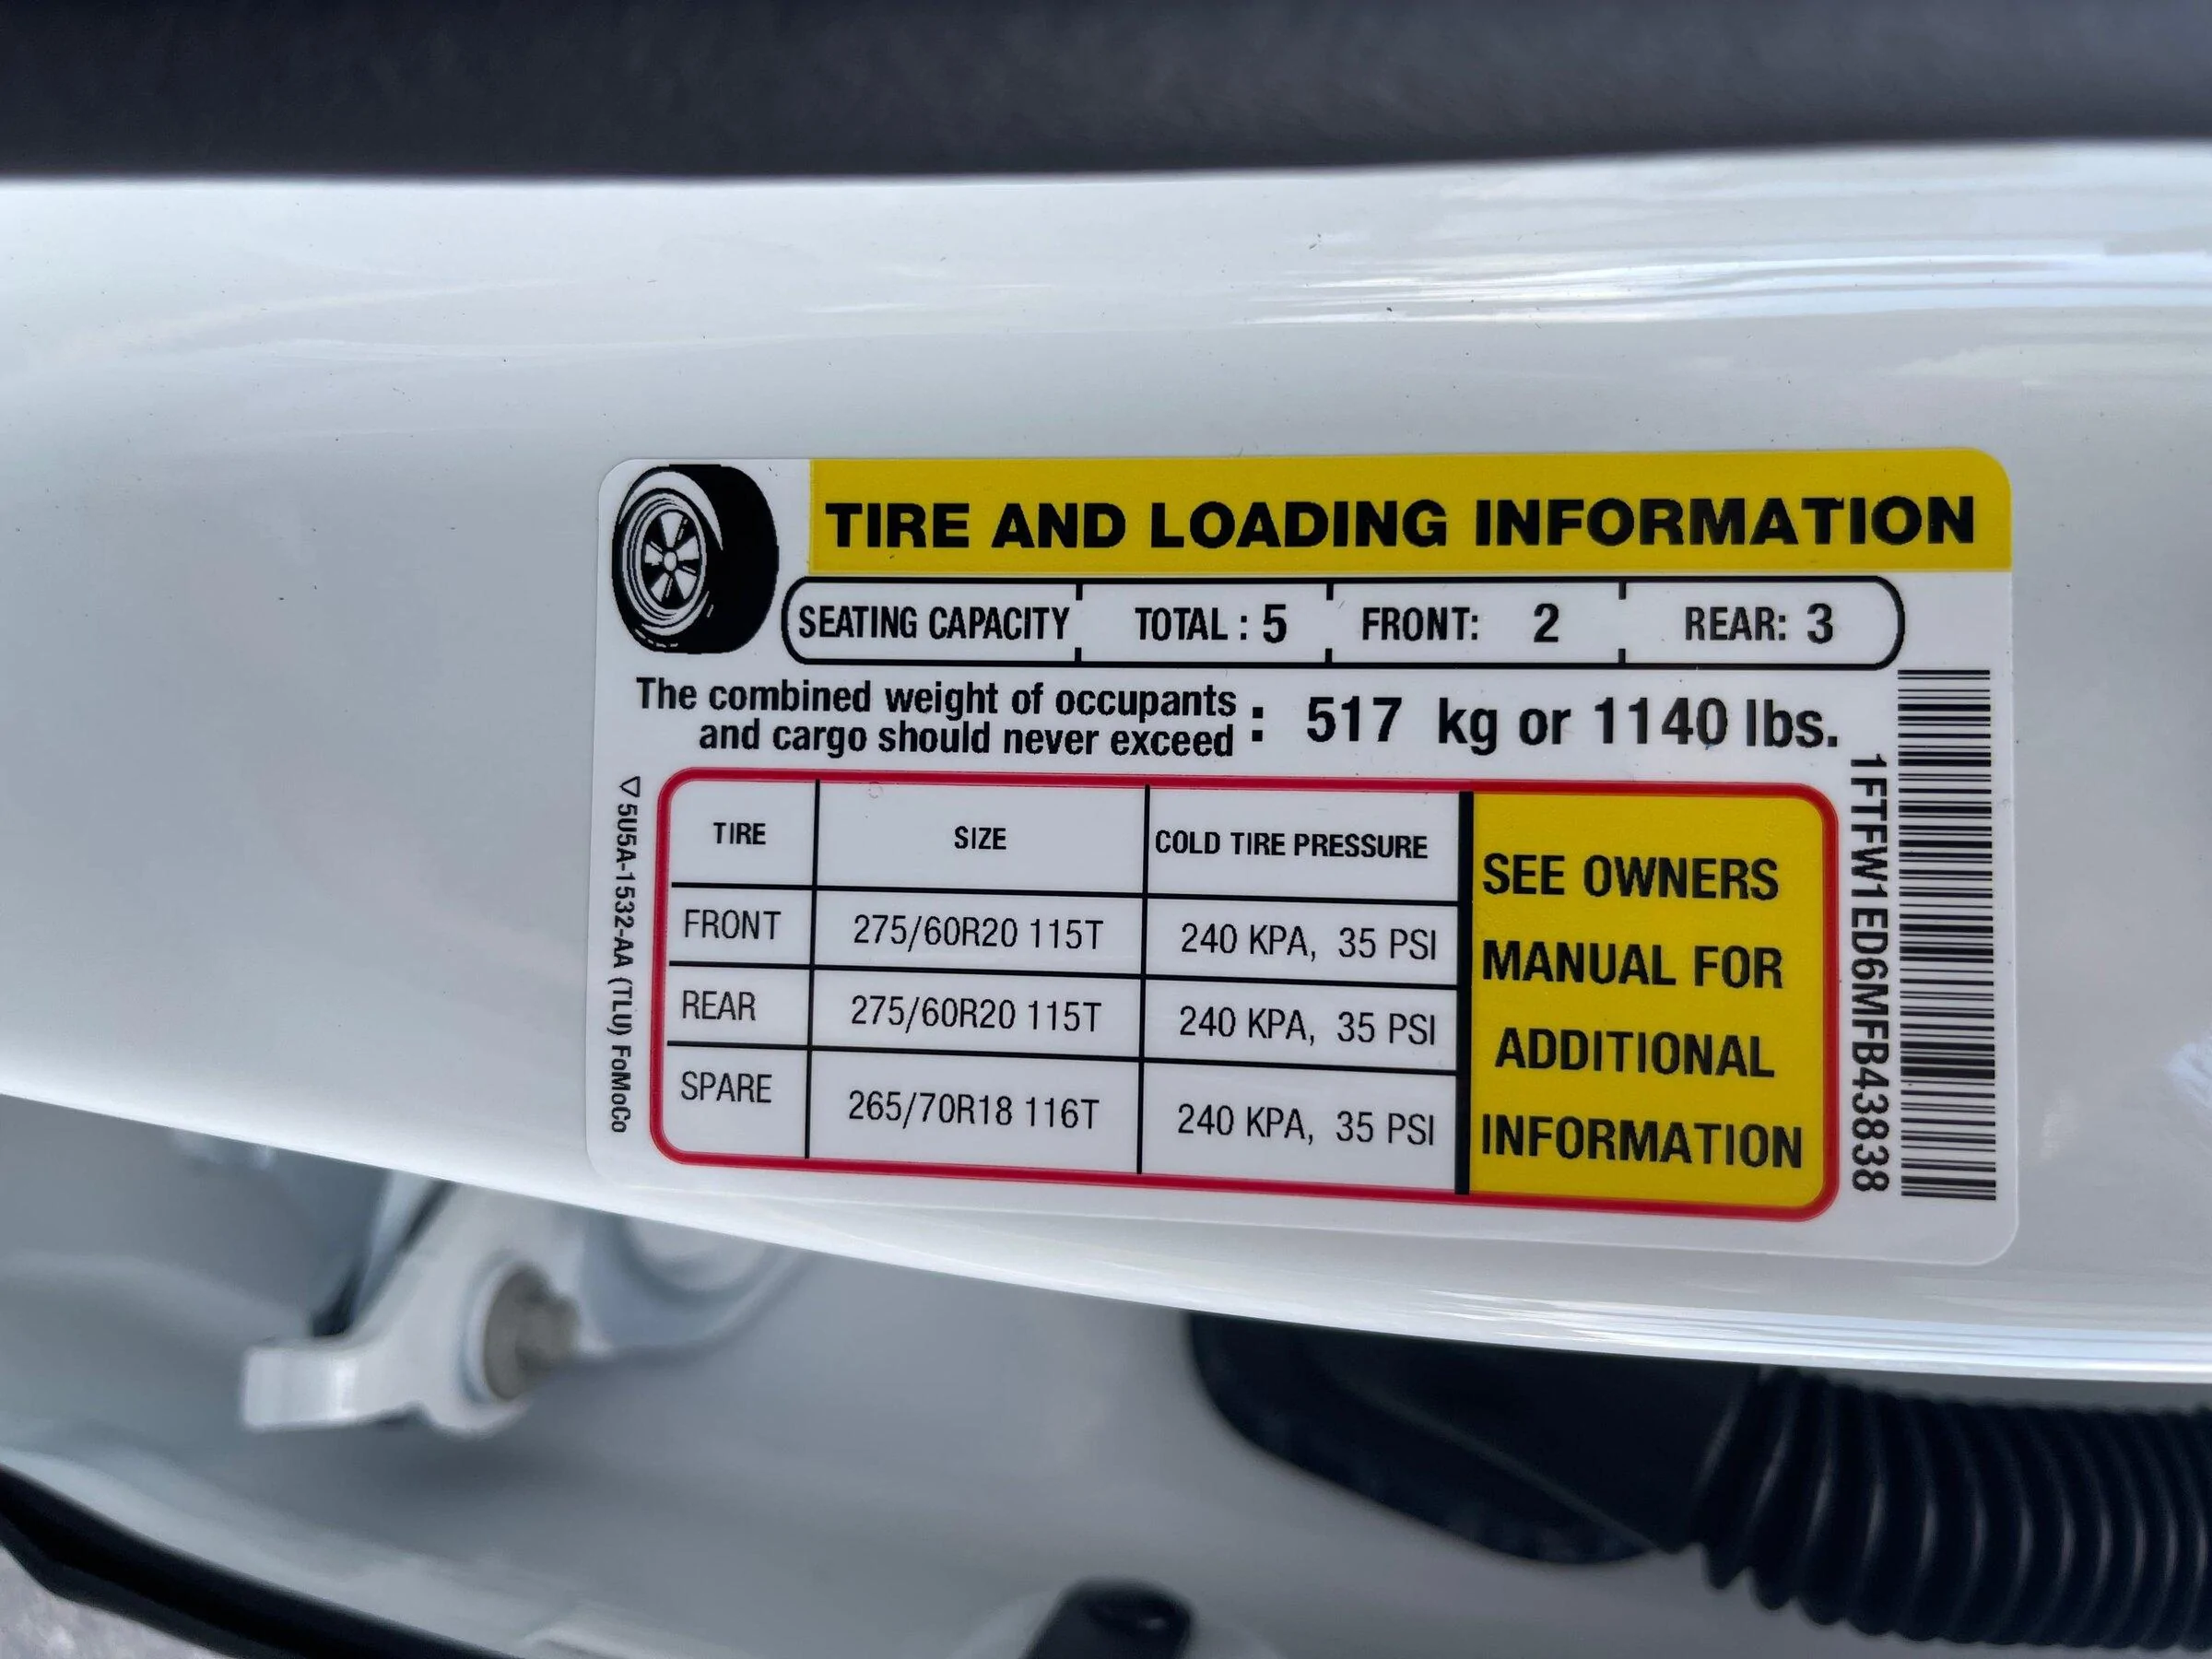 TIRE AND LOADING INFORMATION
SEATING CAPACITY TOTAL : 5 FRONT: 2 REAR: 3
The combined weight of occupants
and cargo should never exceed : 517 kg or 1140 lbs.
TIRE SIZE COLD TIRE PRESSURE
FRONT 275/60R20 115T 240 KPA, 35 PSI
REAR 275/60R20 115T 240 KPA, 35 PSI
SPARE 265/70R18 116T 240 KPA, 35 PSI
SEE OWNERS
MANUAL FOR
ADDITIONAL
INFORMATION
5U5A-1532-AA (TLU) FoMoCo
1FTFW1ED6MFB43838